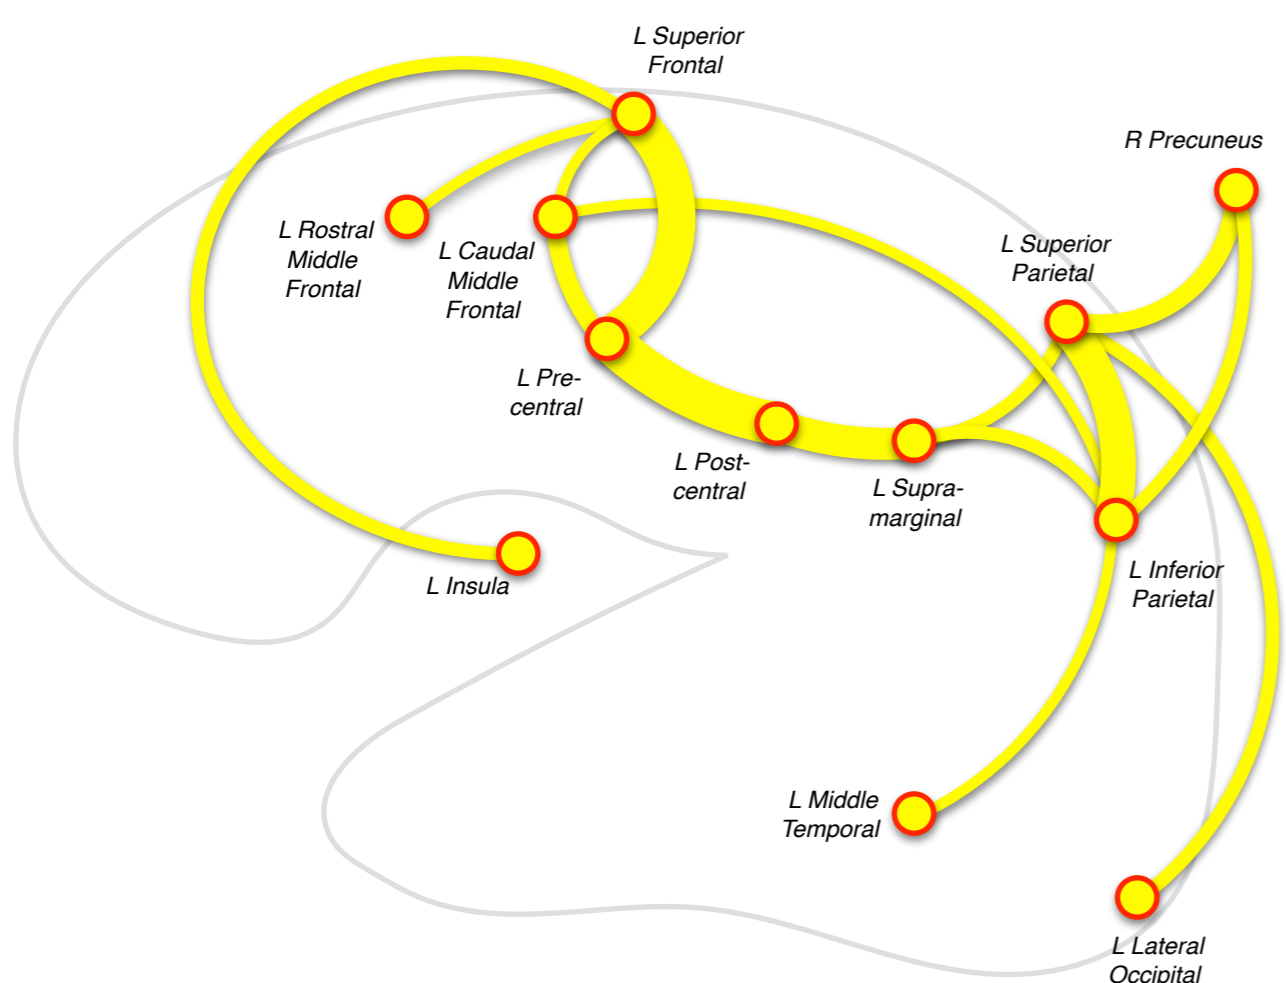 L Superior
Frontal
R Precuneus
L Rostral
Middle
Frontal
L Caudal
Middle
Frontal
L Superior
Parietal
L Pre-
central
L Post-
central
L Supra-
marginal
L Insula
L Inferior
Parietal
L Middle
Temporal
L Lateral
Occipital